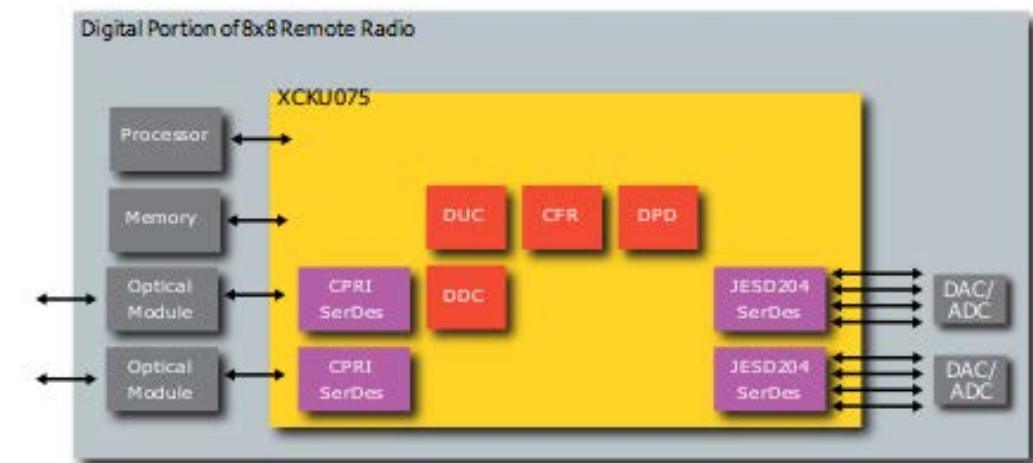 Digital Portion of 8x8 Remote Radio
XCKU075
Processor
Memory
DUC
CFR
DPD
Optical
Module
CPRI
SerDes
DDC
JESD204
SerDes
DAC/
ADC
Optical
Module
CPRI
SerDes
JESD204
SerDes
DAC/
ADC